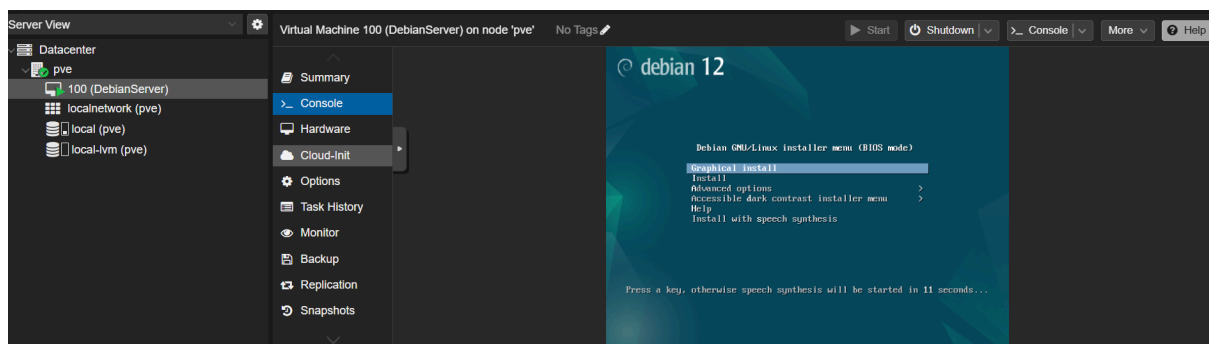 Server View
Datacenter
pve
100 (DebianServer)
localnetwork (pve)
local (pve)
local-lvm (pve)
Virtual Machine 100 (DebianServer) on node 'pve'
No Tags
Start
Shutdown
>_ Console
More
Help
Summary
>_ Console
Hardware
Cloud-Init
Options
Task History
Monitor
Backup
Replication
Snapshots
debian 12
Debian GNU/Linux installer menu (BIOS mode)
Graphical install
Install
Advanced options >
Accessible dark contrast installer menu >
Help
Install with speech synthesis
Press a key, otherwise speech synthesis will be started in 11 seconds...